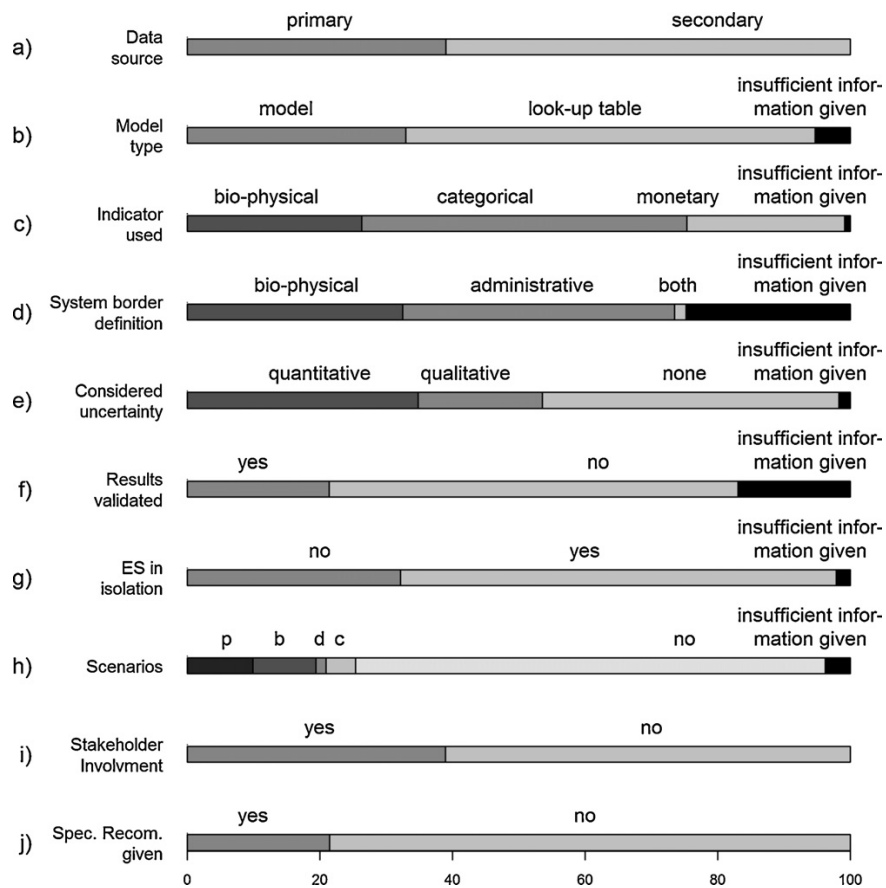 primary secondary
a) Data
source
insufficient infor-
mation given
model look-up table
b) Model
type
insufficient infor-
mation given
bio-physical categorical monetary
c) Indicator
used
insufficient infor-
mation given
bio-physical administrative both
d) System border
definition
insufficient infor-
mation given
quantitative qualitative none
e) Considered
uncertainty
insufficient infor-
mation given
yes no
f) Results
validated
insufficient infor-
mation given
no yes
g) ES in
isolation
insufficient infor-
mation given
p b d c no
h) Scenarios
yes no
i) Stakeholder
Involvment
yes no
j) Spec. Recom.
given
0 20 40 60 80 100